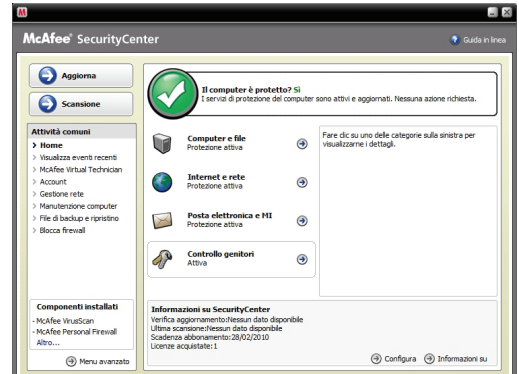 McAfee® SecurityCenter
Guida in linea
Aggiorna
Scansione
Il computer è protetto? Sì
I servizi di protezione del computer sono attivi e aggiornati. Nessuna azione richiesta.
Attività comuni
Home
Visualizza eventi recenti
McAfee Virtual Technician
Account
Gestione rete
Manutenzione computer
File di backup e ripristino
Blocca firewall
Computer e file
Protezione attiva
Internet e rete
Protezione attiva
Posta elettronica e MI
Protezione attiva
Controllo genitori
Attiva
Fare clic su uno delle categorie sulla sinistra per
visualizzarne i dettagli.
Componenti installati
- McAfee VirusScan
- McAfee Personal Firewall
Altro...
Menu avanzato
Informazioni su SecurityCenter
Verifica aggiornamento:Nessun dato disponibile
Ultima scansione:Nessun dato disponibile
Scadenza abbonamento:28/02/2010
Licenze acquistate:1
Configura
Informazioni su